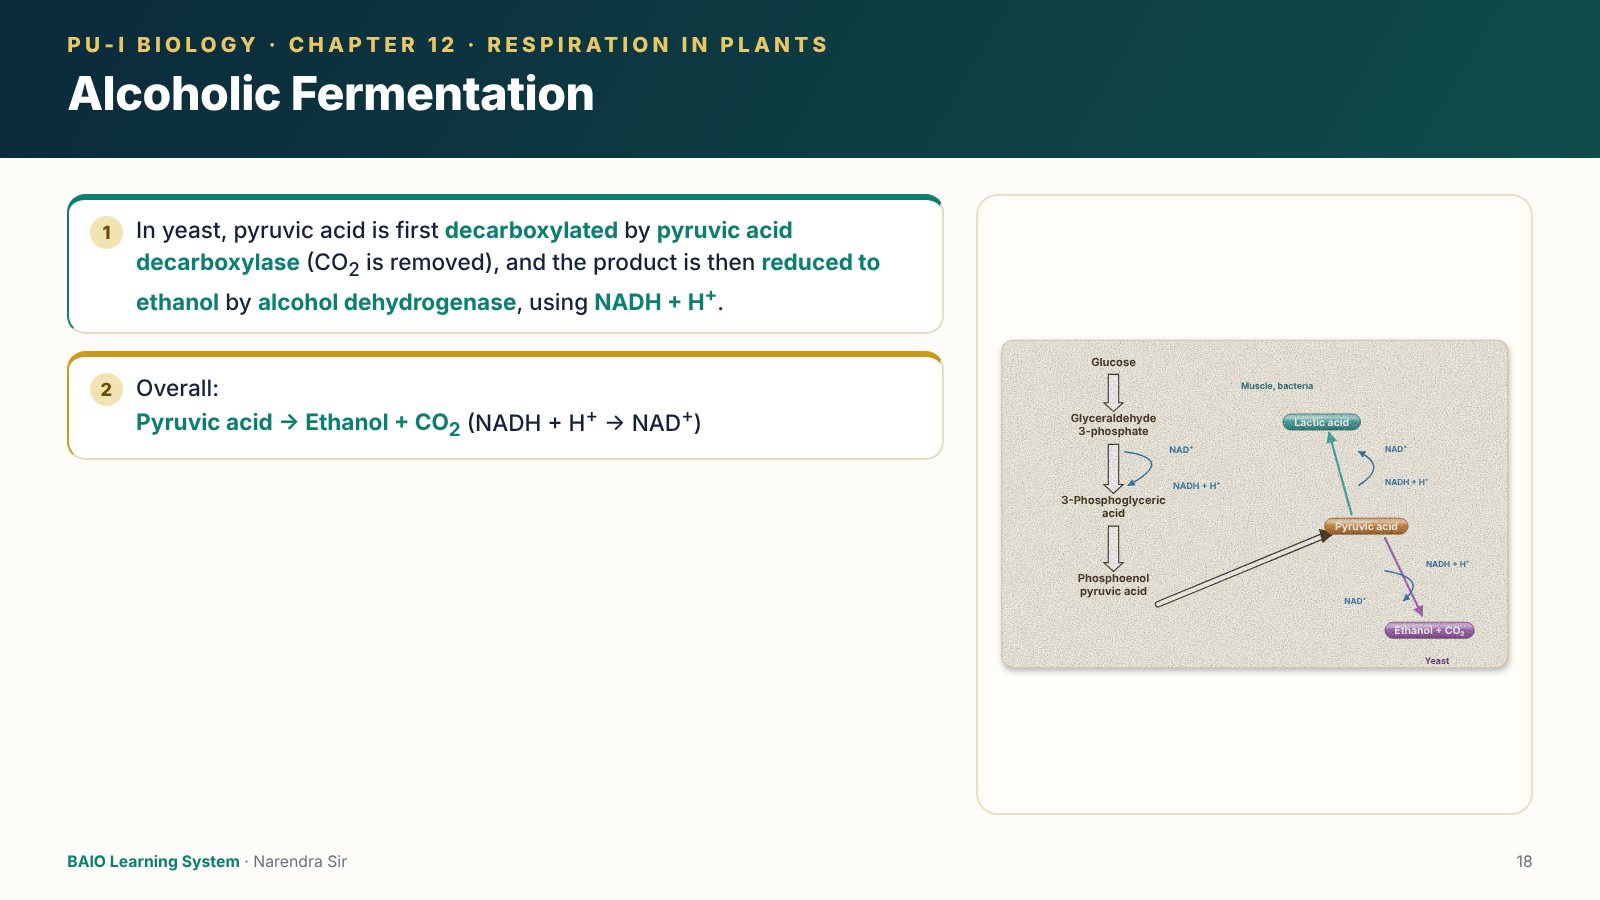 PU-I BIOLOGY · CHAPTER 12 · RESPIRATION IN PLANTS
Alcoholic Fermentation
1
In yeast, pyruvic acid is first decarboxylated by pyruvic acid
decarboxylase (CO₂ is removed), and the product is then reduced to
ethanol by alcohol dehydrogenase, using NADH + H⁺.
2
Overall:
Pyruvic acid → Ethanol + CO₂ (NADH + H⁺ → NAD⁺)
Glucose
Glyceraldehyde
3-phosphate
NAD⁺
NADH + H⁺
3-Phosphoglyceric
acid
Phosphoenol
pyruvic acid
Muscle, bacteria
Lactic acid
NAD⁺
NADH + H⁺
Pyruvic acid
NADH + H⁺
NAD⁺
Ethanol + CO₂
Yeast
BAIO Learning System · Narendra Sir
18